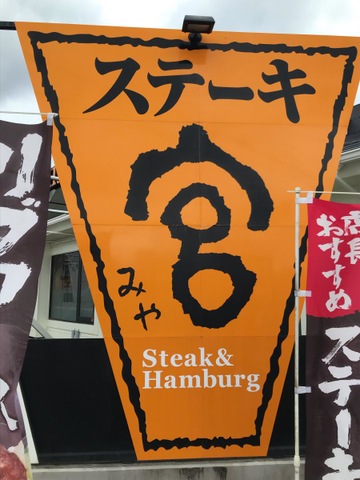 ステーキ
宮
みや
Steak&
Hamburg
店長
おすすめ
ステーキ